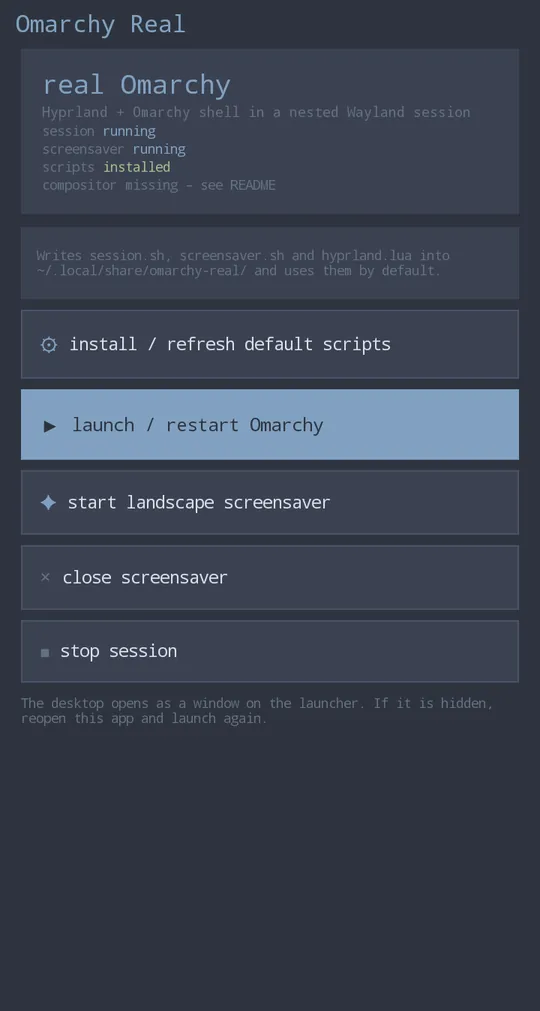 Omarchy Real
real Omarchy
Hyprland + Omarchy shell in a nested Wayland session
session running
screensaver running
scripts installed
compositor missing – see README
Writes session.sh, screensaver.sh and hyprland.lua into
~/.local/share/omarchy-real/ and uses them by default.
install / refresh default scripts
launch / restart Omarchy
start landscape screensaver
close screensaver
stop session
The desktop opens as a window on the launcher. If it is hidden,
reopen this app and launch again.